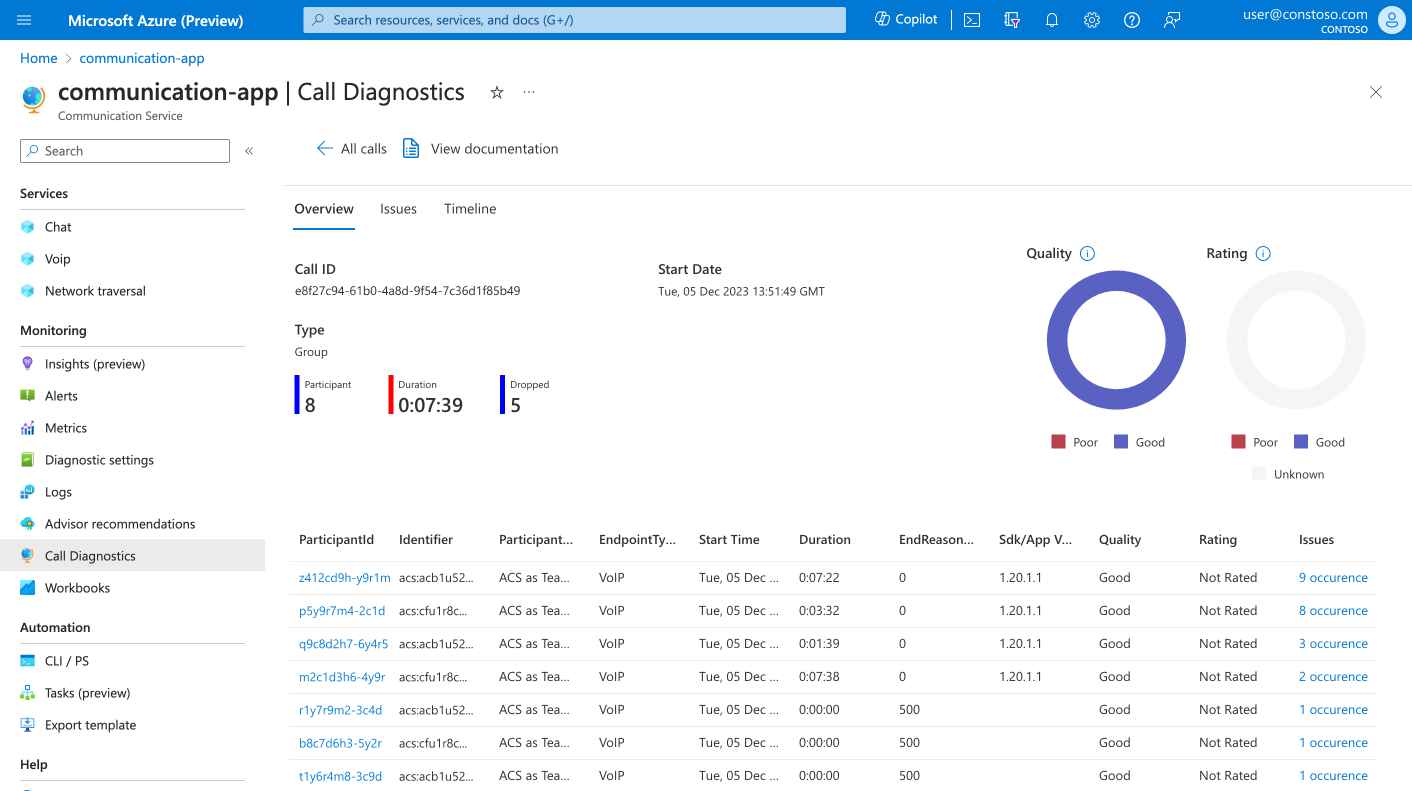 Microsoft Azure (Preview)
Search resources, services, and docs (G+/)
Copilot
user@constoso.com
CONTOSO
Home > communication-app
communication-app | Call Diagnostics
Communication Service
Search
All calls
View documentation
Services
Chat
Voip
Network traversal
Monitoring
Insights (preview)
Alerts
Metrics
Diagnostic settings
Logs
Advisor recommendations
Call Diagnostics
Workbooks
Automation
CLI / PS
Tasks (preview)
Export template
Help
Overview Issues Timeline
Call ID
e8f27c94-61b0-4a8d-9f54-7c36d1f85b49
Start Date
Tue, 05 Dec 2023 13:51:49 GMT
Type
Group
Participant
8
Duration
0:07:39
Dropped
5
Quality
Poor Good
Rating
Poor Good
Unknown
ParticipantId Identifier Participant... EndpointTy... Start Time Duration EndReason... Sdk/App V... Quality Rating Issues
z412cd9h-y9r1m acs:acb1u52... ACS as Tea... VoIP Tue, 05 Dec ... 0:07:22 0 1.20.1.1 Good Not Rated 9 occurence
p5y9r7m4-2c1d acs:cfu1r8c... ACS as Tea... VoIP Tue, 05 Dec ... 0:03:32 0 1.20.1.1 Good Not Rated 8 occurence
q9c8d2h7-6y4r5 acs:acb1u52... ACS as Tea... VoIP Tue, 05 Dec ... 0:01:39 0 1.20.1.1 Good Not Rated 3 occurence
m2c1d3h6-4y9r acs:cfu1r8c... ACS as Tea... VoIP Tue, 05 Dec ... 0:07:38 0 1.20.1.1 Good Not Rated 2 occurence
r1y7r9m2-3c4d acs:acb1u52... ACS as Tea... VoIP Tue, 05 Dec ... 0:00:00 500 Good Not Rated 1 occurence
b8c7d6h3-5y2r acs:cfu1r8c... ACS as Tea... VoIP Tue, 05 Dec ... 0:00:00 500 Good Not Rated 1 occurence
t1y6r4m8-3c9d acs:acb1u52... ACS as Tea... VoIP Tue, 05 Dec ... 0:00:00 500 Good Not Rated 1 occurence